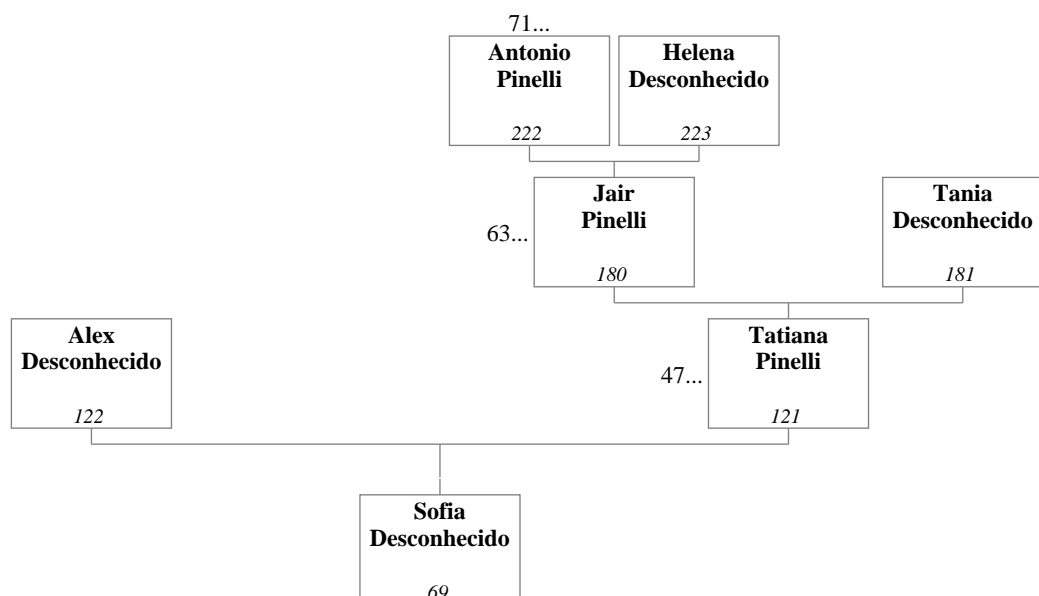 71...
Antonio
Pinelli
222
Helena
Desconhecido
223
63...
Jair
Pinelli
180
Tania
Desconhecido
181
Alex
Desconhecido
122
47...
Tatiana
Pinelli
121
Sofia
Desconhecido
69